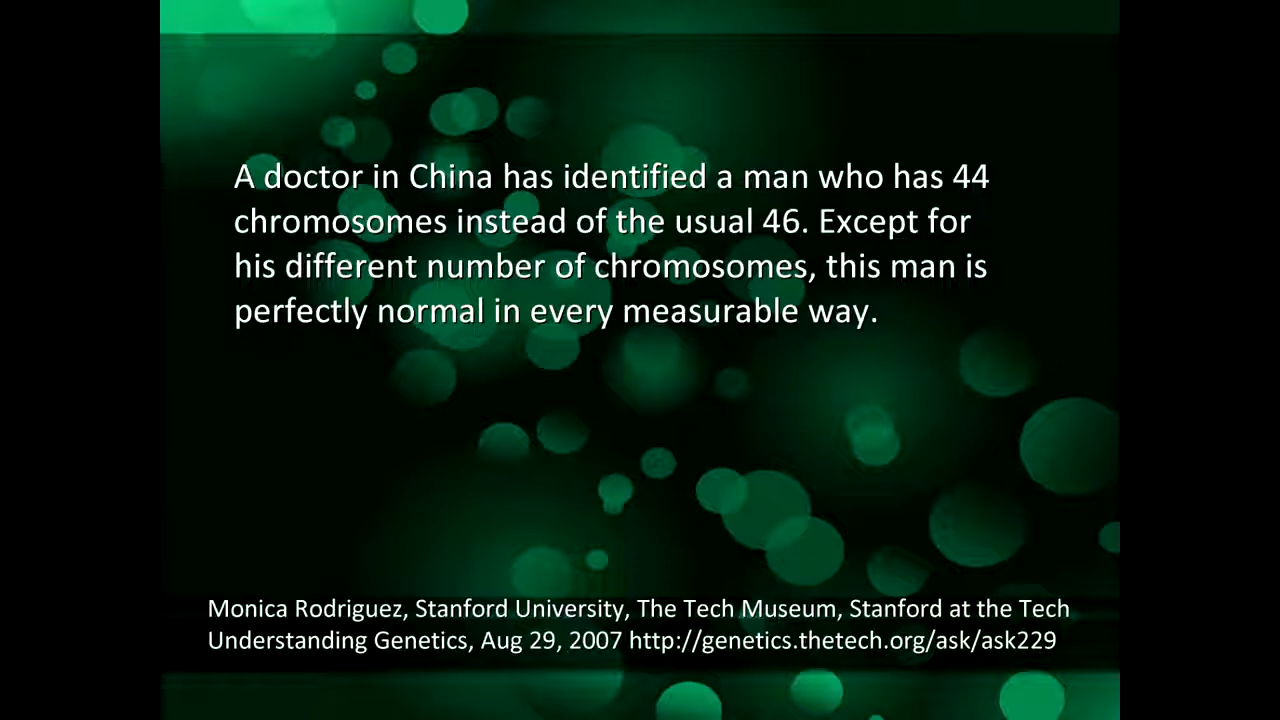 A doctor in China has identified a man who has 44
chromosomes instead of the usual 46. Except for
his different number of chromosomes, this man is
perfectly normal in every measurable way.
Monica Rodriguez, Stanford University, The Tech Museum, Stanford at the Tech
Understanding Genetics, Aug 29, 2007 http://genetics.thetech.org/ask/ask229